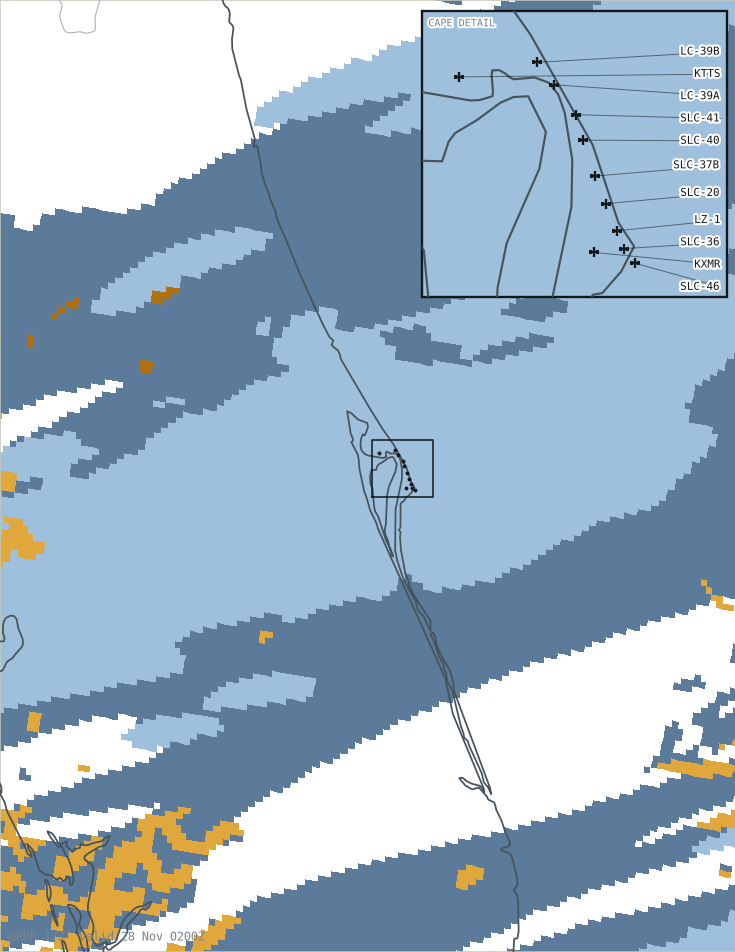 CAPE DETAIL
LC-39B
KTTS
LC-39A
SLC-41
SLC-40
SLC-37B
SLC-20
LZ-1
SLC-36
KXMR
SLC-46
28 Nov 0200Z